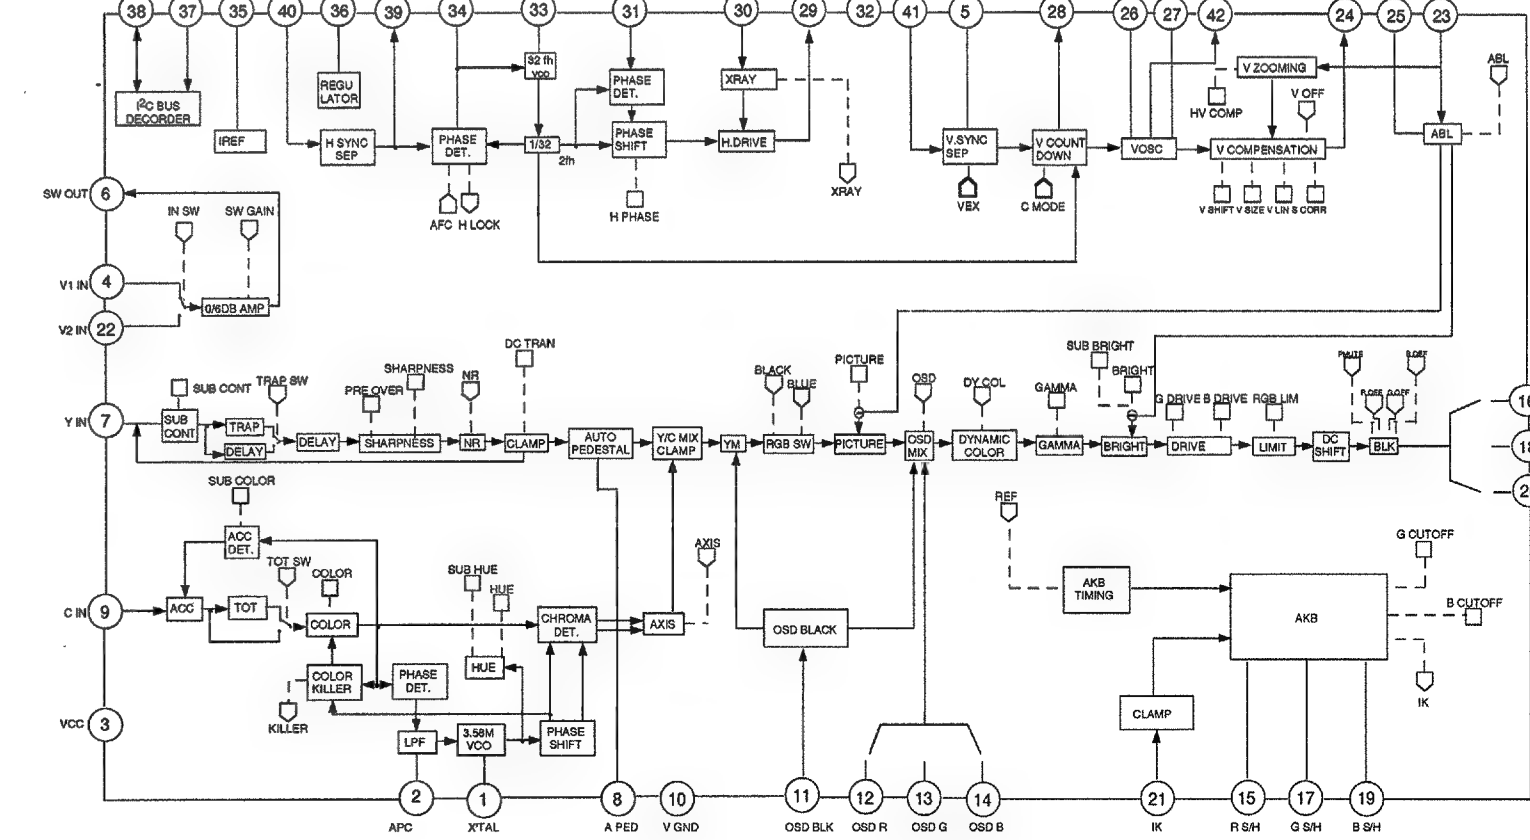 38 37 35 40 36 39 34 33 31 30 29 32 41 5 28 26 27 42 24 25 23
I²C BUS
DECORDER
IREF
REGU
LATOR
H SYNC
SEP
PHASE
DET.
32 fh
vco
1/32
2fh
PHASE
DET.
PHASE
SHIFT
XRAY
H.DRIVE
XRAY
V.SYNC
SEP
V COUNT
DOWN
VOSC
V ZOOMING
HV COMP
V OFF
V COMPENSATION
ABL
ABL
AFC
H LOCK
H PHASE
VEX
C MODE
V SHIFT
V SIZE
V LIN
S CORR
SW OUT
6
IN SW
SW GAIN
V1 IN
4
0/6DB AMP
V2 IN
22
Y IN
7
SUB CONT
SUB
CONT
TRAP SW
TRAP
DELAY
DELAY
PRE OVER
SHARPNESS
SHARPNESS
NR
NR
DC TRAN
CLAMP
AUTO
PEDESTAL
Y/C MIX
CLAMP
YM
BLACK
BLUE
RGB SW
PICTURE
PICTURE
OSD
OSD
MIX
DY COL
DYNAMIC
COLOR
GAMMA
GAMMA
SUB BRIGHT
BRIGHT
BRIGHT
G DRIVE
B DRIVE
DRIVE
RGB LIM
LIMIT
DC
SHIFT
BLK
16
SUB COLOR
ACC
DET.
C IN
9
ACC
TOT
TOT SW
COLOR
COLOR
COLOR
KILLER
KILLER
PHASE
DET.
LPF
3.58M
VCO
PHASE
SHIFT
SUB HUE
HUE
HUE
CHROMA
DET.
AXIS
AXIS
OSD BLACK
REF
AKB
TIMING
AKB
G CUTOFF
B CUTOFF
IK
CLAMP
VCC
3
2 1 8 10 11 12 13 14 21 15 17 19
APC
X'TAL
A PED
V GND
OSD BLK
OSD R
OSD G
OSD B
IK
R S/H
G S/H
B S/H